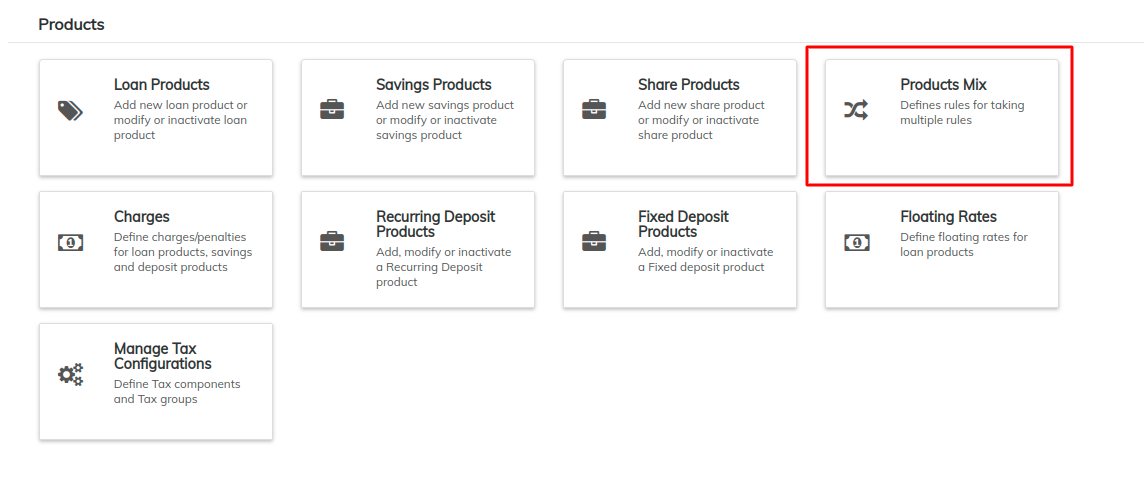 Products
Loan Products
Add new loan product or
modify or inactivate loan
product
Savings Products
Add new savings product
or modify or inactivate
savings product
Share Products
Add new share product
or modify or inactivate
share product
Products Mix
Defines rules for taking
multiple rules
Charges
Define charges/penalties
for loan products, savings
and deposit products
Recurring Deposit
Products
Add, modify or inactivate
a Recurring Deposit
product
Fixed Deposit
Products
Add, modify or inactivate
a Fixed deposit product
Floating Rates
Define floating rates for
loan products
Manage Tax
Configurations
Define Tax components
and Tax groups